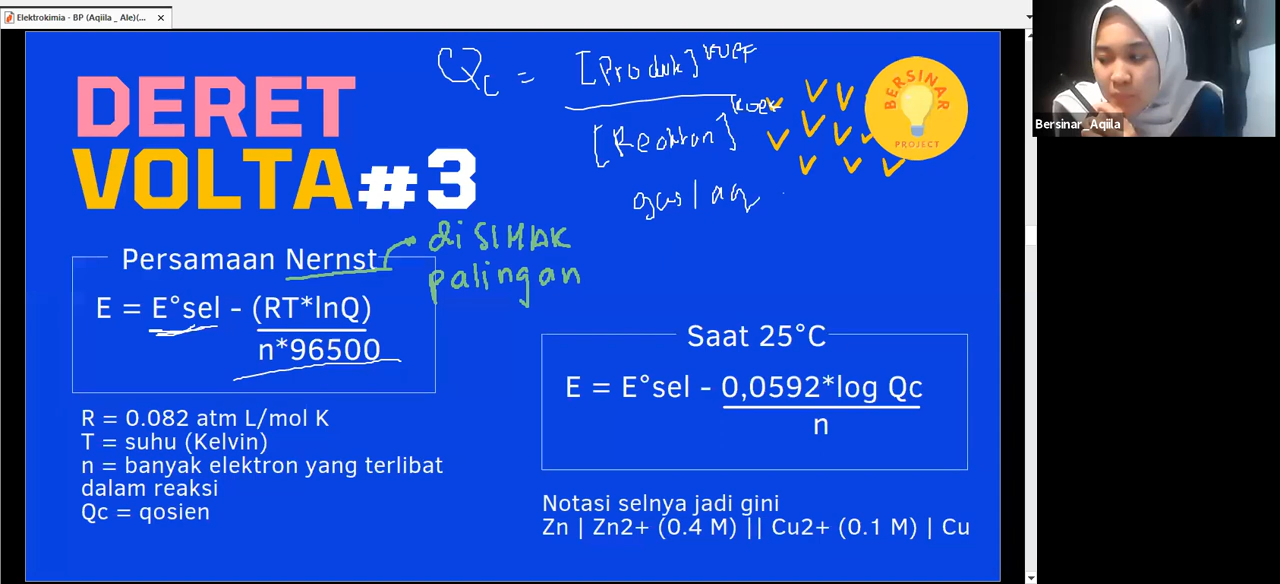 Elektrokimia - BP (Aqiila _ Ale)(...
DERET
VOLTA #3
Qc = [Produk]
[Reaktan]
koef
gas | aq
BERSINAR
PROJECT
Bersinar_Aqiila
Persamaan Nernst
di SIMAK
palingan
E = E°sel - (RT*lnQ)
n*96500
R = 0.082 atm L/mol K
T = suhu (Kelvin)
n = banyak elektron yang terlibat
dalam reaksi
Qc = qosien
Saat 25°C
E = E°sel - 0,0592*log Qc
n
Notasi selnya jadi gini
Zn | Zn2+ (0.4 M) || Cu2+ (0.1 M) | Cu